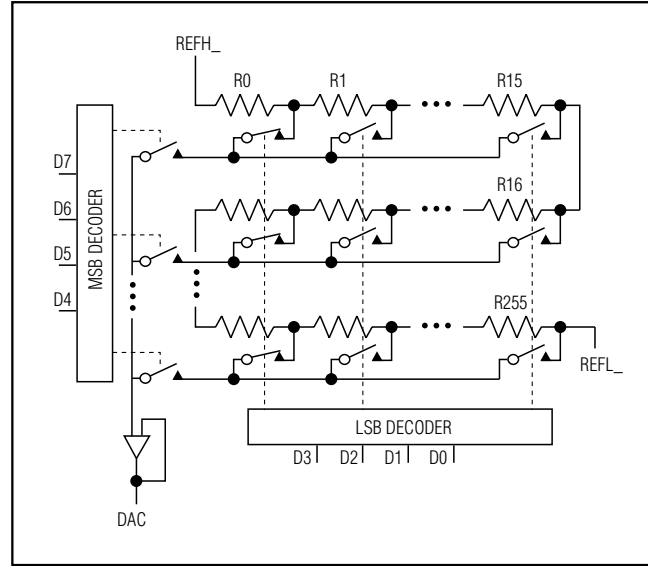 REFH_
R0 R1 R15
D7
R16
D6
MSB DECODER
D5
D4
R255
REFL_
LSB DECODER
D3 D2 D1 D0
DAC